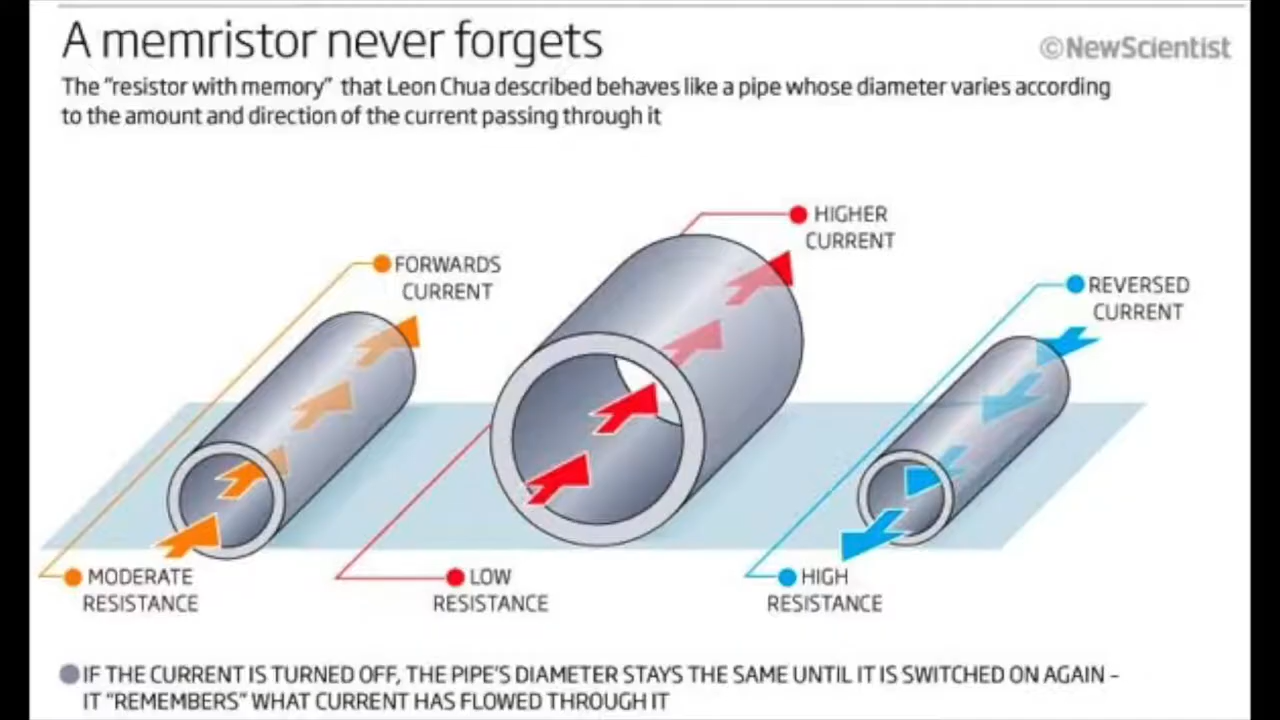 A memristor never forgets
©NewScientist
The "resistor with memory" that Leon Chua described behaves like a pipe whose diameter varies according
to the amount and direction of the current passing through it
HIGHER
CURRENT
FORWARDS
CURRENT
REVERSED
CURRENT
MODERATE
RESISTANCE
LOW
RESISTANCE
HIGH
RESISTANCE
IF THE CURRENT IS TURNED OFF, THE PIPE'S DIAMETER STAYS THE SAME UNTIL IT IS SWITCHED ON AGAIN –
IT "REMEMBERS" WHAT CURRENT HAS FLOWED THROUGH IT